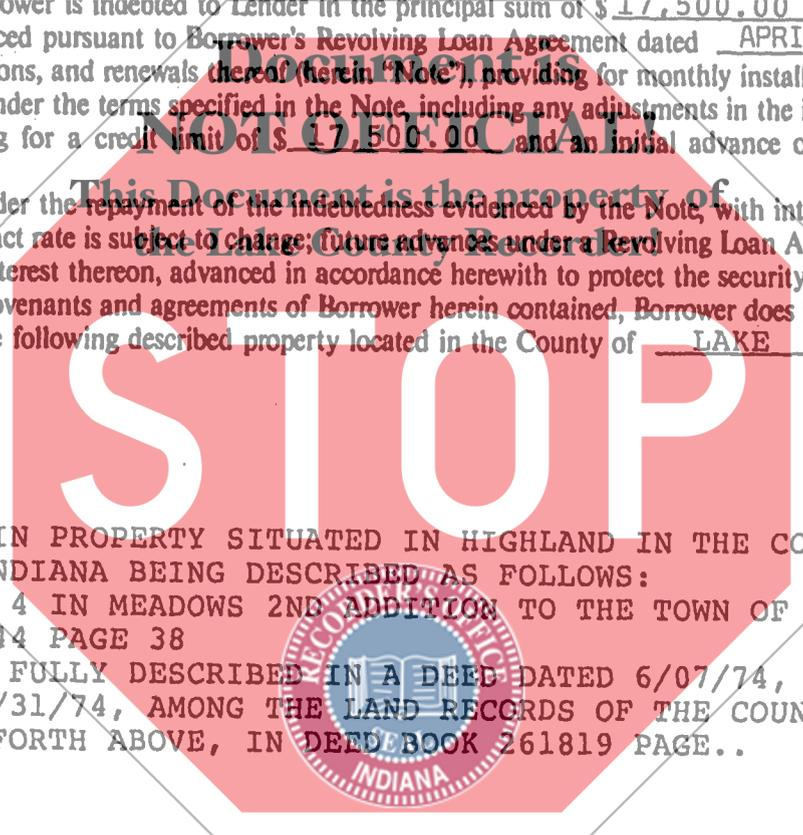 ower is indebted to Lender in the principal sum of $ 17,500.00
ced pursuant to Borrower's Revolving Loan Agreement dated APRI
Document is
ons, and renewals thereof (herein "Note"), providing for monthly install
nder the terms specified in the Note, including any adjustments in the i
NOT OFFICIAL!
g for a credit limit of $ 17,500.00 and an initial advance o
This Document is the property of
der the repayment of the indebtedness evidenced by the Note, with int
the Lake County Recorder!
act rate is subject to change; future advances under a Revolving Loan A
terest thereon, advanced in accordance herewith to protect the security
ovenants and agreements of Borrower herein contained, Borrower does
e following described property located in the County of LAKE
STOP
IN PROPERTY SITUATED IN HIGHLAND IN THE CO
NDIANA BEING DESCRIBED AS FOLLOWS:
4 IN MEADOWS 2ND ADDITION TO THE TOWN OF
44 PAGE 38
FULLY DESCRIBED IN A DEED DATED 6/07/74,
/31/74, AMONG THE LAND RECORDS OF THE COUN
FORTH ABOVE, IN DEED BOOK 261819 PAGE..
RECORDER'S OFFICE
SEAL
INDIANA